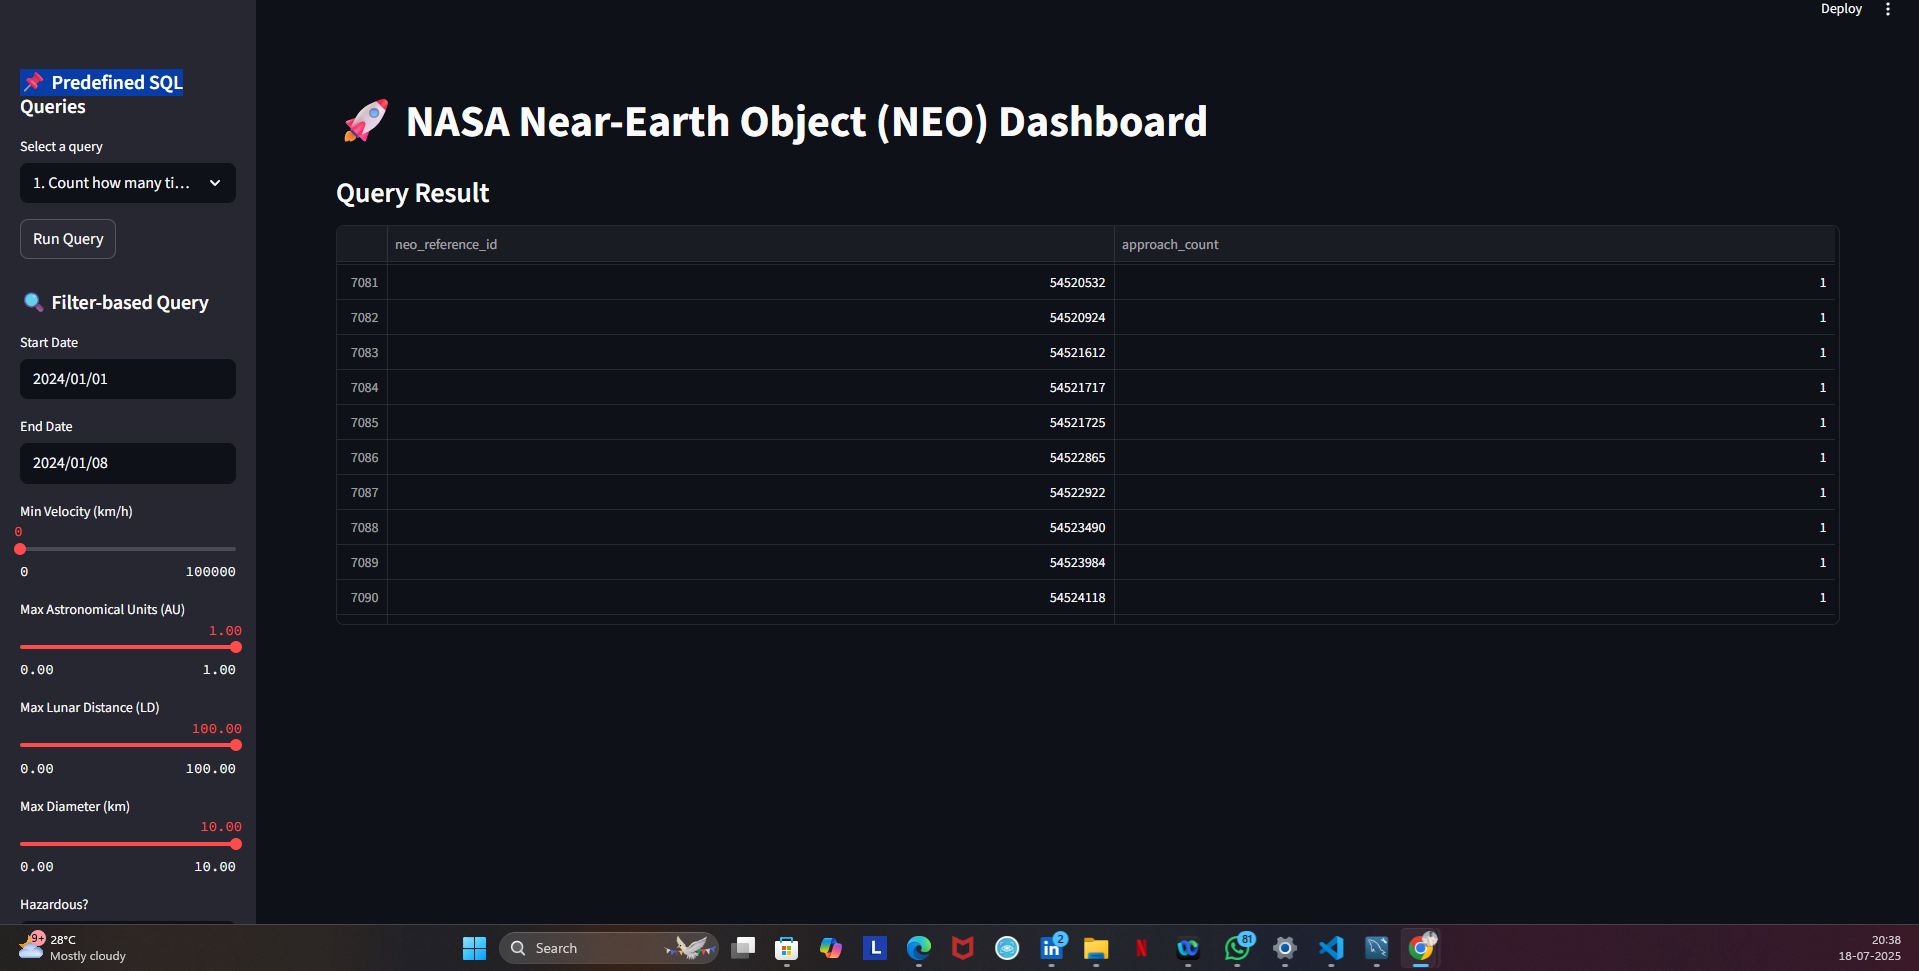 Deploy
Predefined SQL
Queries
Select a query
1. Count how many ti...
Run Query
Filter-based Query
Start Date
2024/01/01
End Date
2024/01/08
Min Velocity (km/h)
0
0 100000
Max Astronomical Units (AU)
1.00
0.00 1.00
Max Lunar Distance (LD)
100.00
0.00 100.00
Max Diameter (km)
10.00
0.00 10.00
Hazardous?
NASA Near-Earth Object (NEO) Dashboard
Query Result
neo_reference_id approach_count
7081 54520532 1
7082 54520924 1
7083 54521612 1
7084 54521717 1
7085 54521725 1
7086 54522865 1
7087 54522922 1
7088 54523490 1
7089 54523984 1
7090 54524118 1
9+
28°C
Mostly cloudy
Search
L
in
2
N
81
20:38
18-07-2025